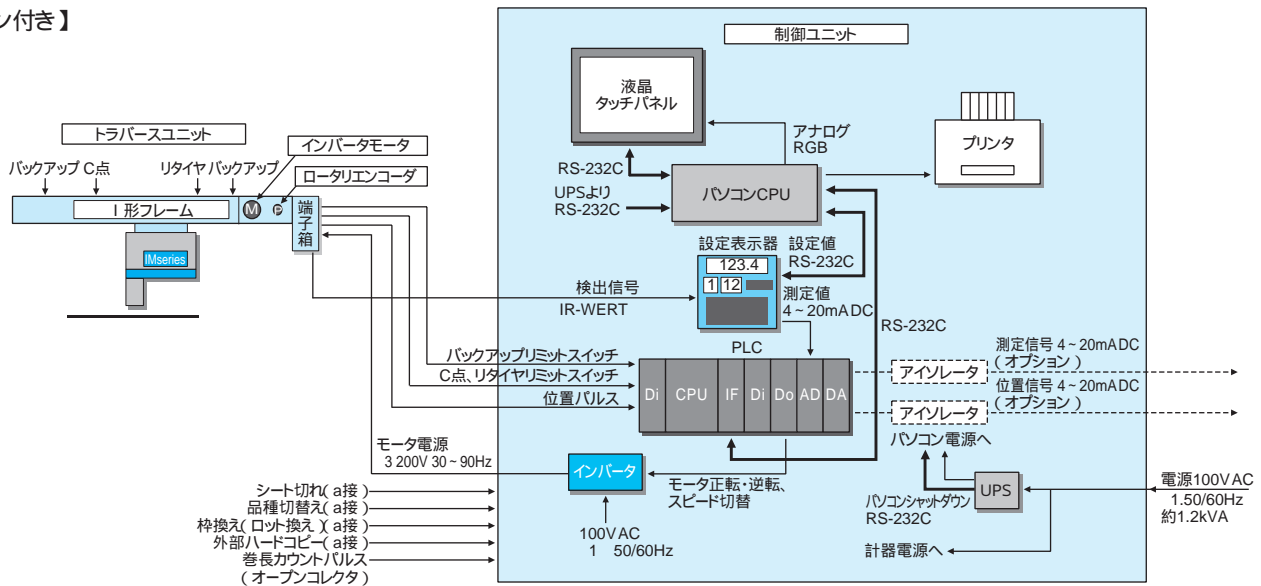 ン付き】
制御ユニット
液晶
タッチパネル
プリンタ
アナログ
RGB
RS-232C
UPSより
RS-232C
パソコンCPU
トラバースユニット
インバータモータ
バックアップ C点
リタイヤ バックアップ
ロータリエンコーダ
I 形フレーム
M
P
端子箱
IMseries
設定表示器
設定値
RS-232C
123.4
1 12
検出信号
IR-WERT
測定値
4~20mADC
RS-232C
PLC
バックアップリミットスイッチ
C点、リタイヤリミットスイッチ
位置パルス
Di CPU IF Di Do AD DA
アイソレータ
測定信号 4~20mADC
(オプション)
アイソレータ
位置信号 4~20mADC
(オプション)
モータ電源
3 200V 30~90Hz
インバータ
モータ正転・逆転、
スピード切替
100VAC
1 50/60Hz
パソコン電源へ
UPS
パソコンシャットダウン
RS-232C
計器電源へ
電源100VAC
1.50/60Hz
約1.2kVA
シート切れ(a接)
品種切替え(a接)
枠換え(ロット換え)(a接)
外部ハードコピー(a接)
巻長カウントパルス
(オープンコレクタ)